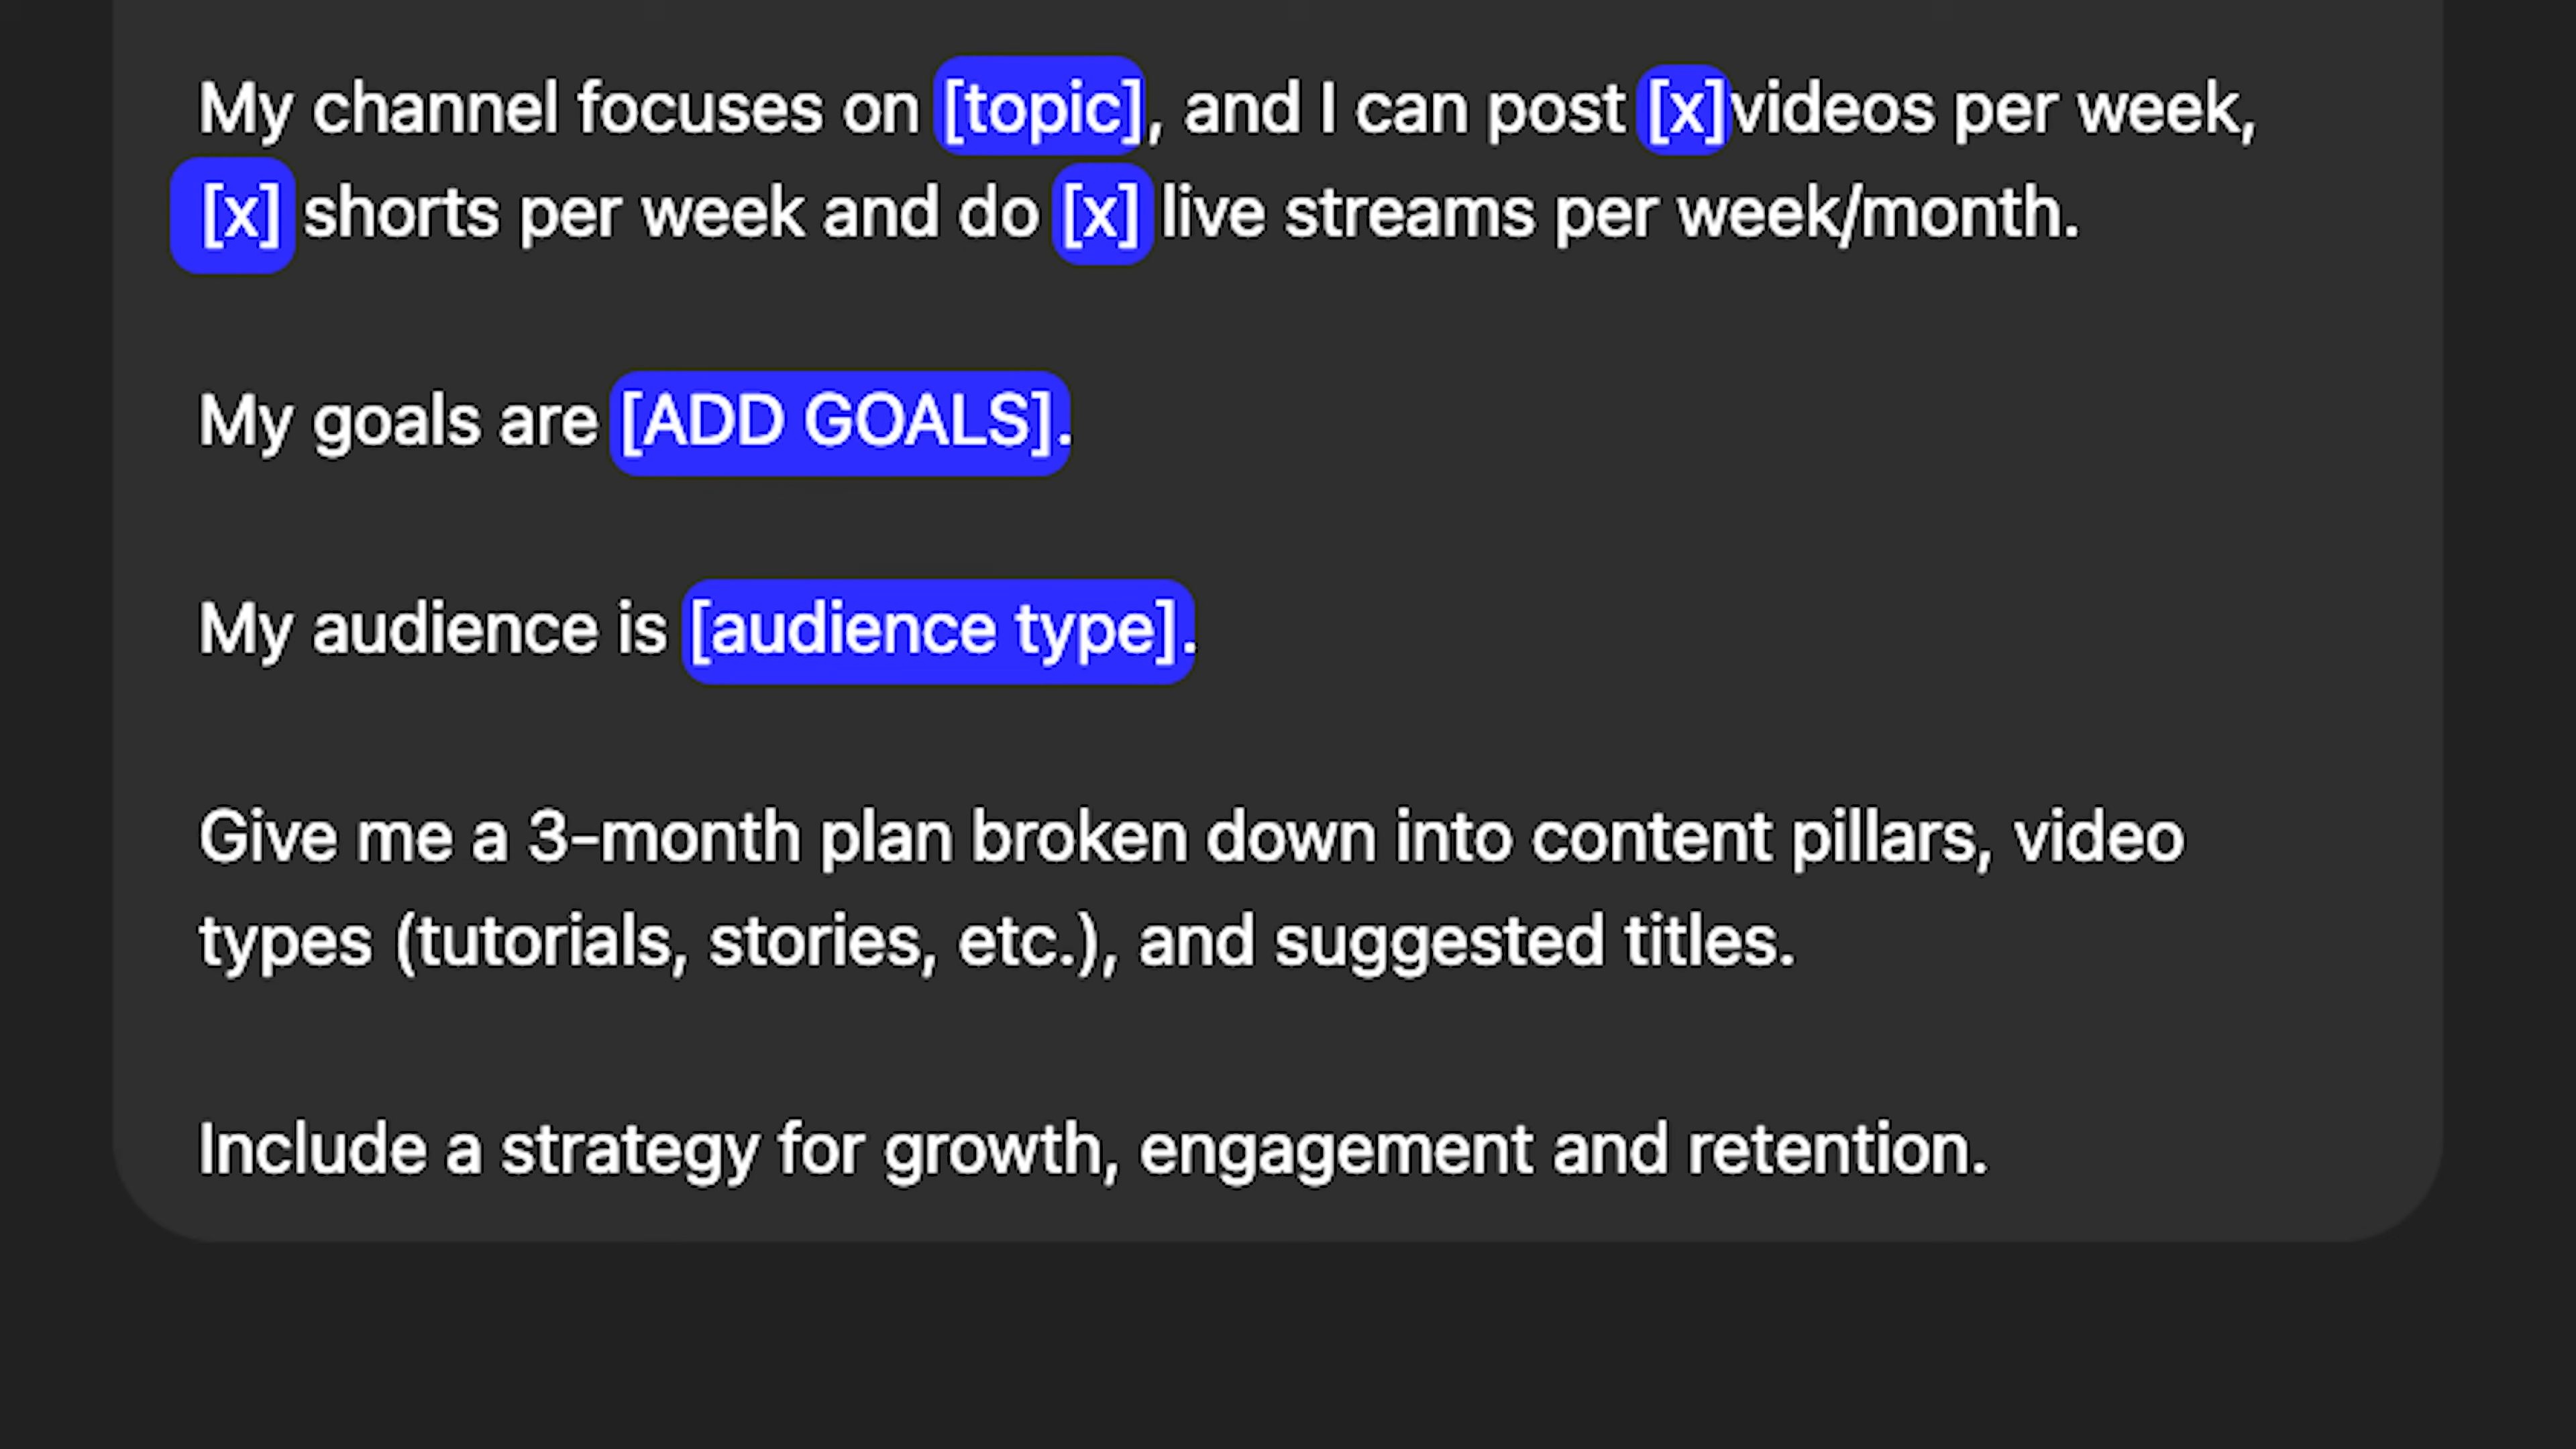 My channel focuses on [topic], and I can post [x]videos per week,
[x] shorts per week and do [x] live streams per week/month.
My goals are [ADD GOALS].
My audience is [audience type].
Give me a 3-month plan broken down into content pillars, video
types (tutorials, stories, etc.), and suggested titles.
Include a strategy for growth, engagement and retention.